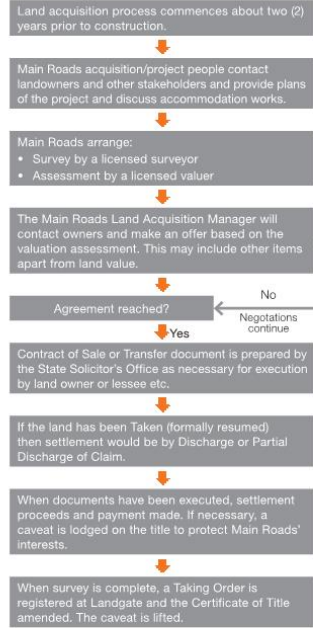 Land acquisition process commences about two (2)
years prior to construction.
Main Roads acquisition/project people contact
landowners and other stakeholders and provide plans
of the project and discuss accommodation works.
Main Roads arrange:
• Survey by a licensed surveyor
• Assessment by a licensed valuer
The Main Roads Land Acquisition Manager will
contact owners and make an offer based on the
valuation assessment. This may include other items
apart from land value.
Agreement reached?
No
Negotations
continue
Yes
Contract of Sale or Transfer document is prepared by
the State Solicitor's Office as necessary for execution
by land owner or lessee etc.
If the land has been Taken (formally resumed)
then settlement would be by Discharge or Partial
Discharge of Claim.
When documents have been executed, settlement
proceeds and payment made. If necessary, a
caveat is lodged on the title to protect Main Roads'
interests.
When survey is complete, a Taking Order is
registered at Landgate and the Certificate of Title
amended. The caveat is lifted.